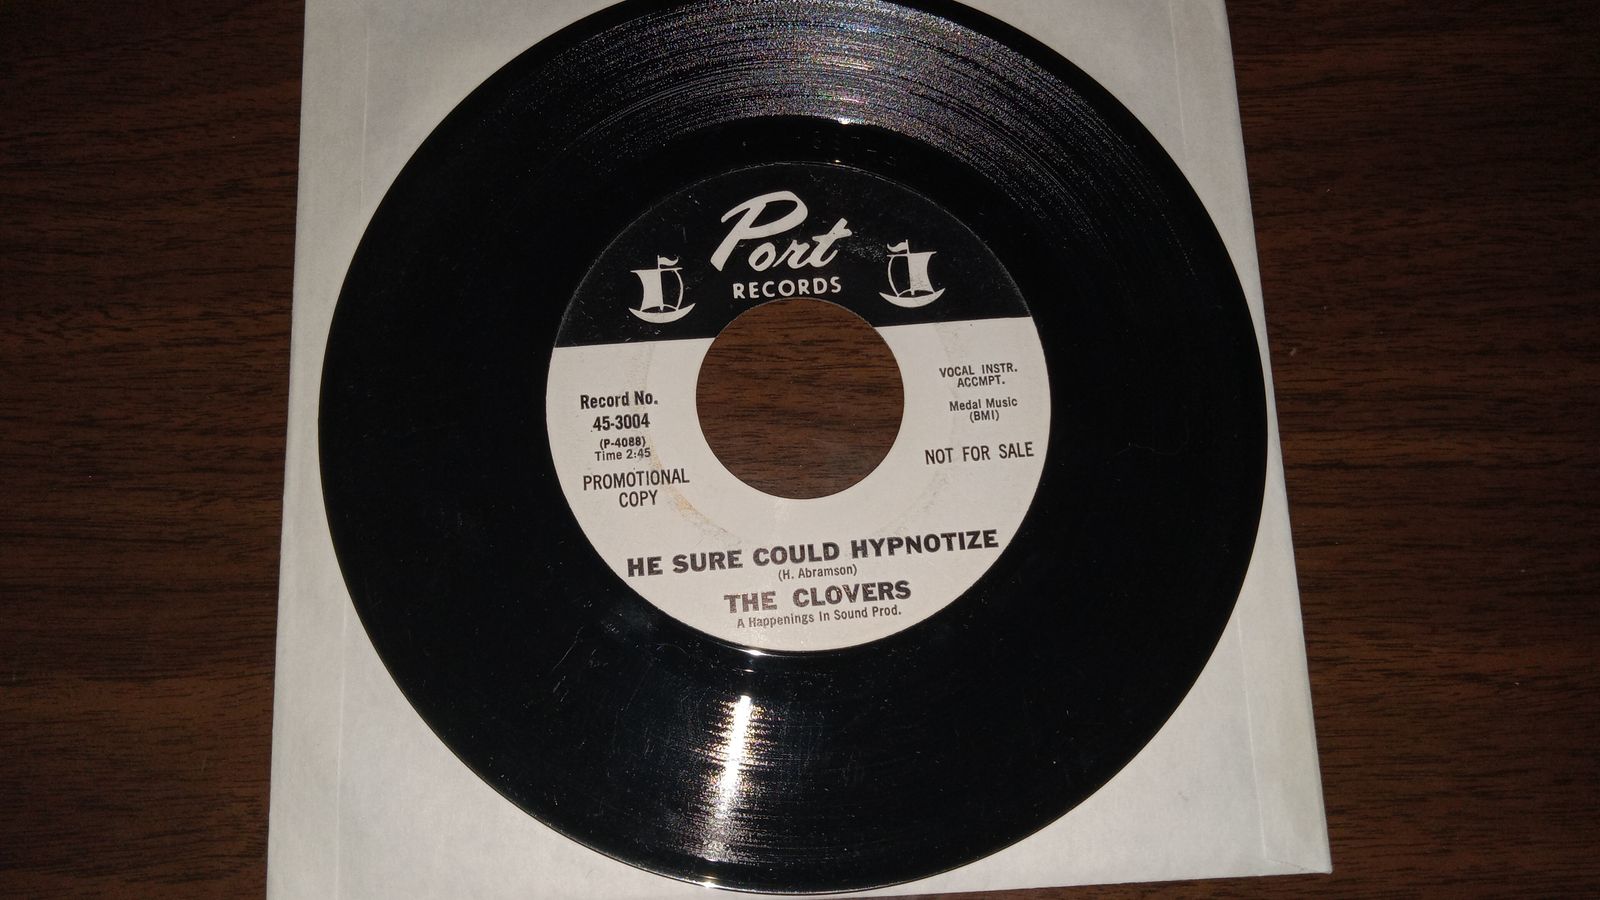 Port
RECORDS
Record No.
45-3004
(P-4088)
Time 2:45
PROMOTIONAL
COPY
VOCAL INSTR.
ACCMPT.
Medal Music
(BMI)
NOT FOR SALE
HE SURE COULD HYPNOTIZE
(H. Abramson)
THE CLOVERS
A Happenings In Sound Prod.